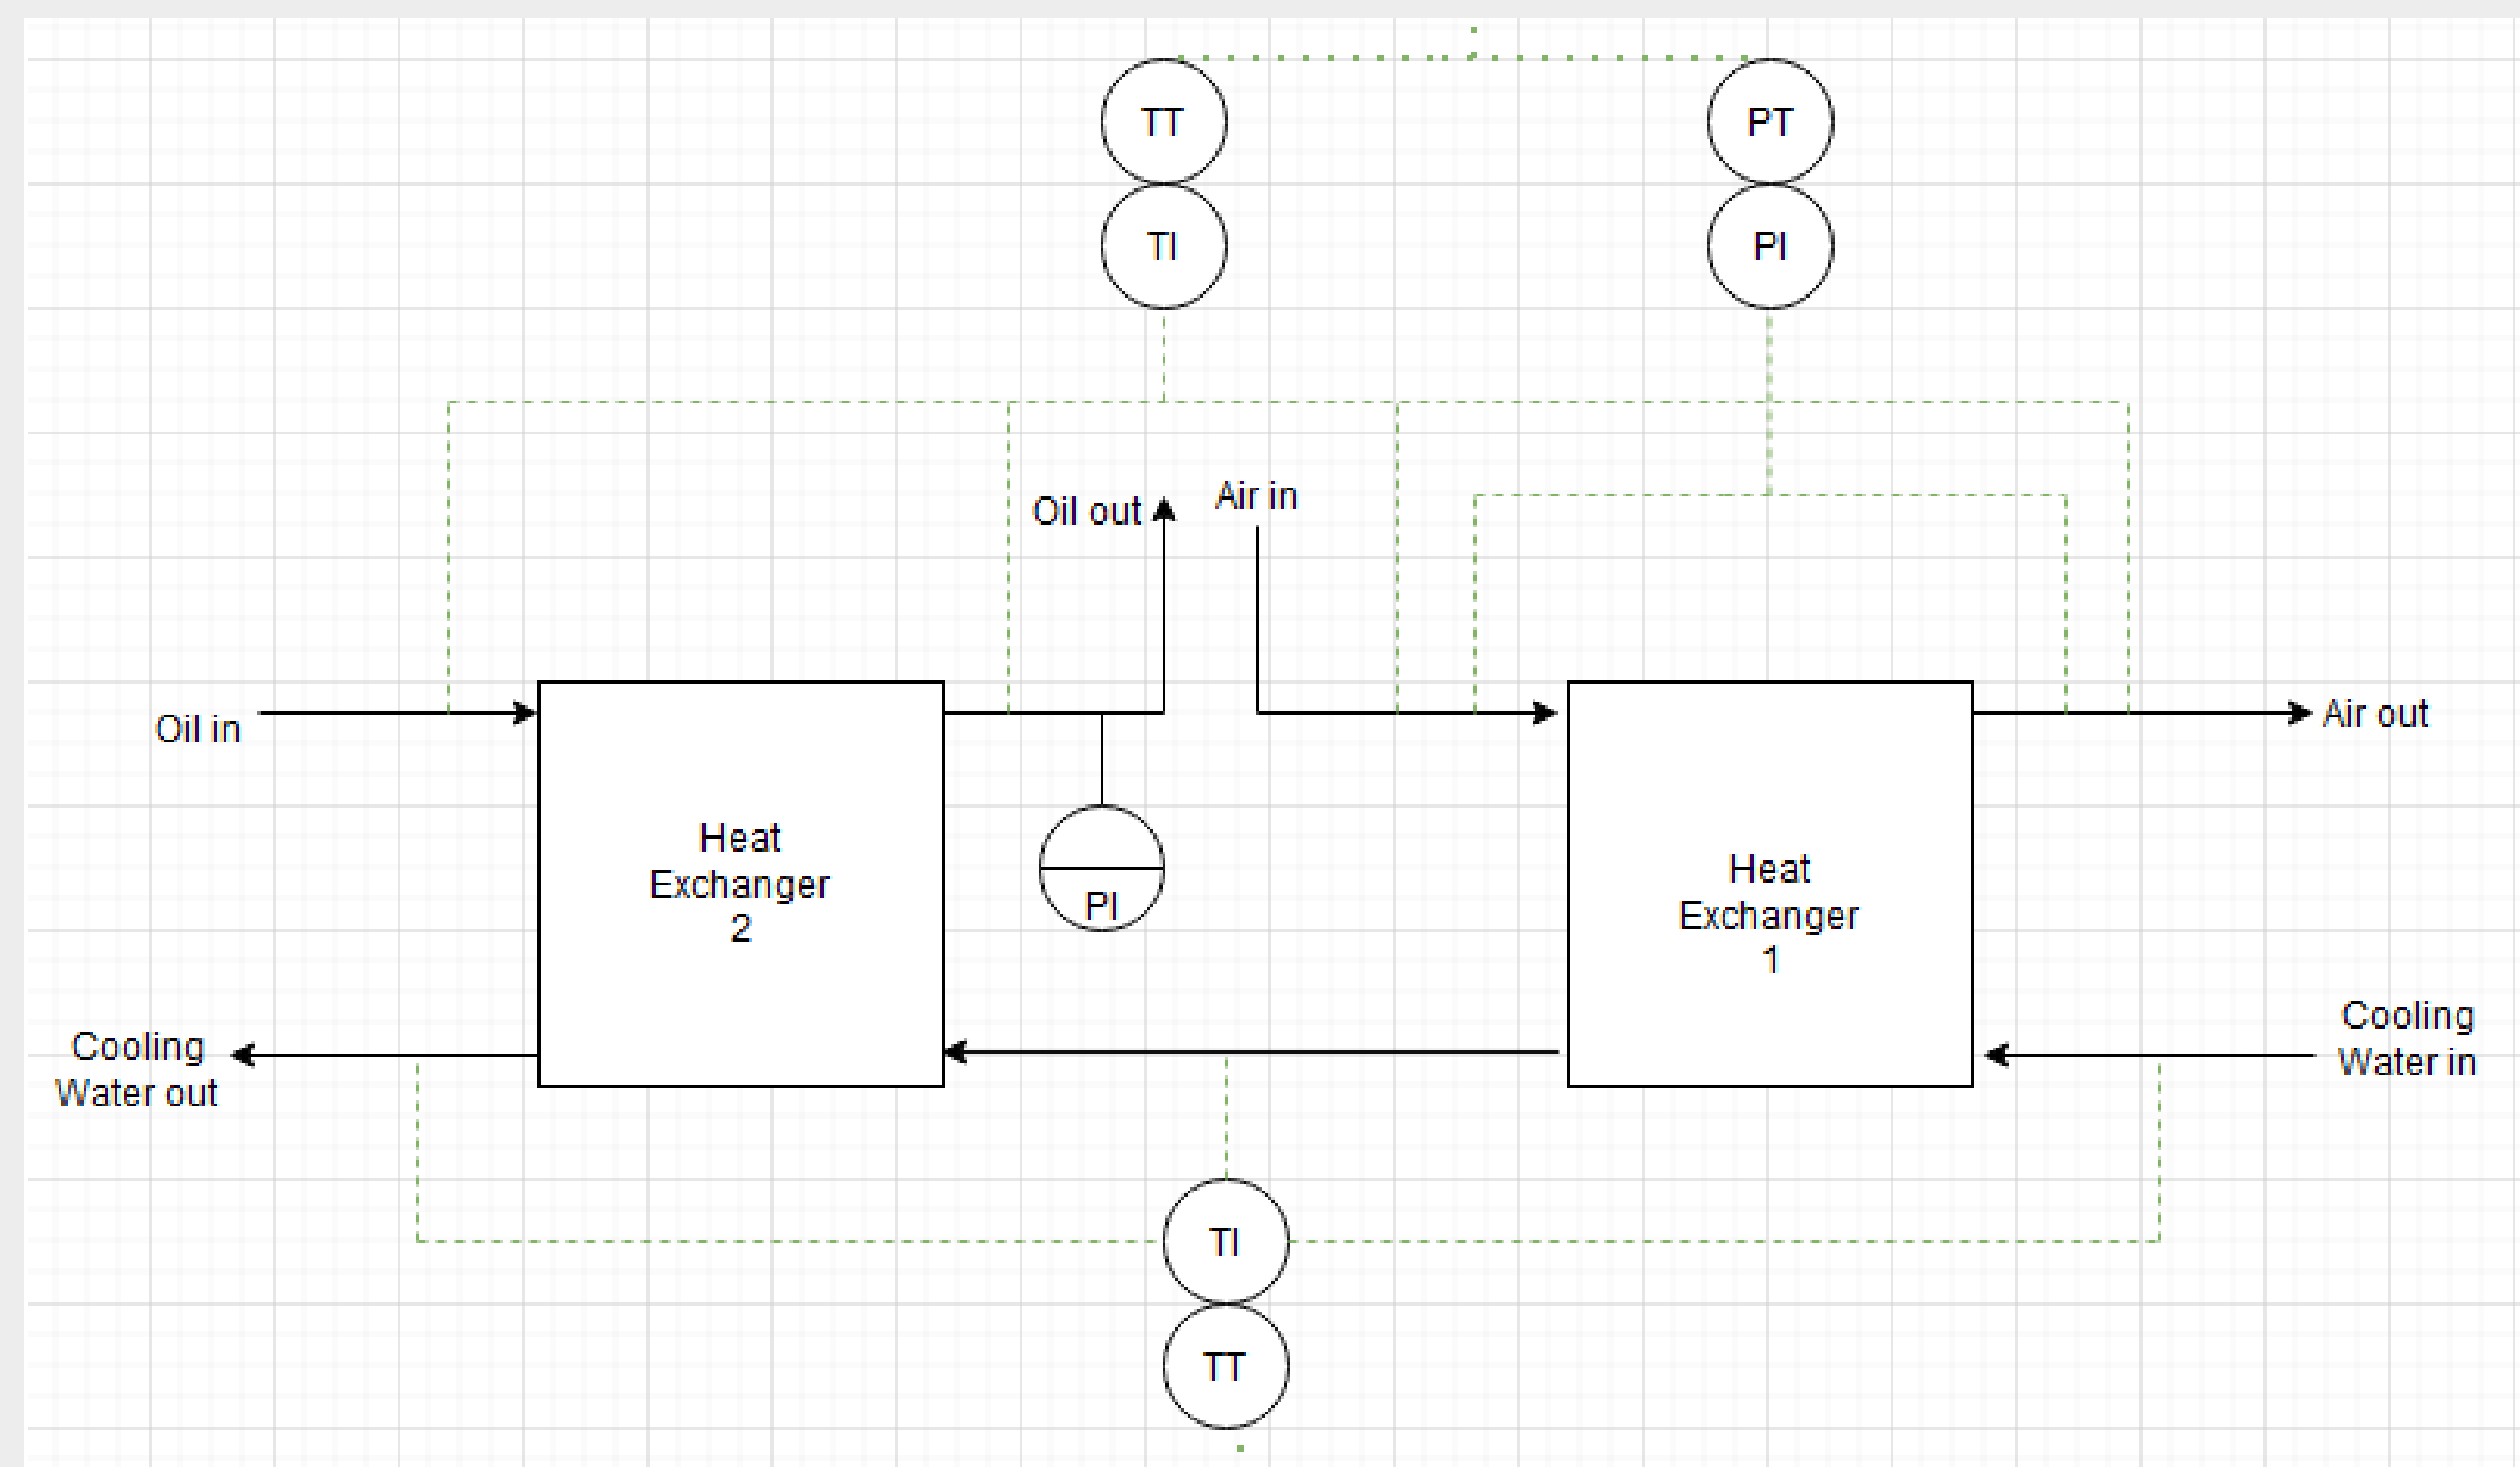 TT
PT
TI
PI
Air in
Oil out
Oil in
Air out
Heat
Exchanger
2
PI
Heat
Exchanger
1
Cooling
Water out
Cooling
Water in
TI
TT